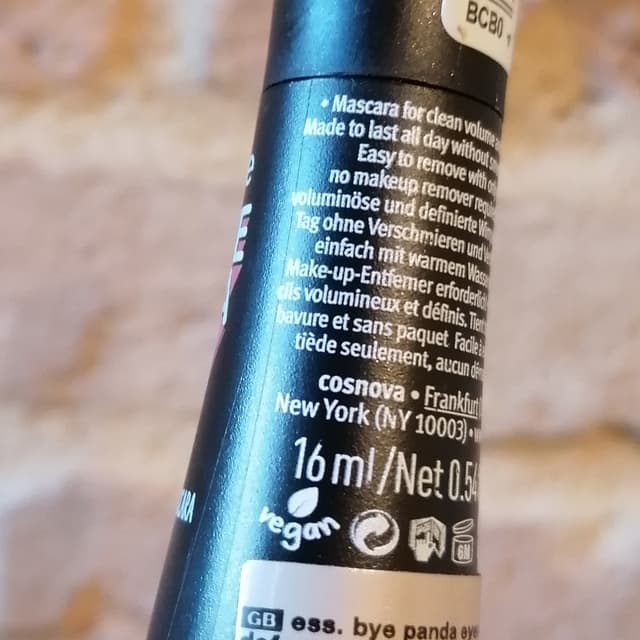 BCB0
• Mascara for clean volume
Made to last all day without
Easy to remove with
no makeup remover
voluminöse und definierte
Tag ohne Verschmieren und
einfach mit warmem
Make-up-Entferner
cils volumineux et définis. Tient
bavure et sans paquet. Facile à
tiède seulement, aucun
cosnova • Frankfurt
New York (NY 10003) •
16 ml/Net 0.54
vegan
6M
GB ess. bye panda